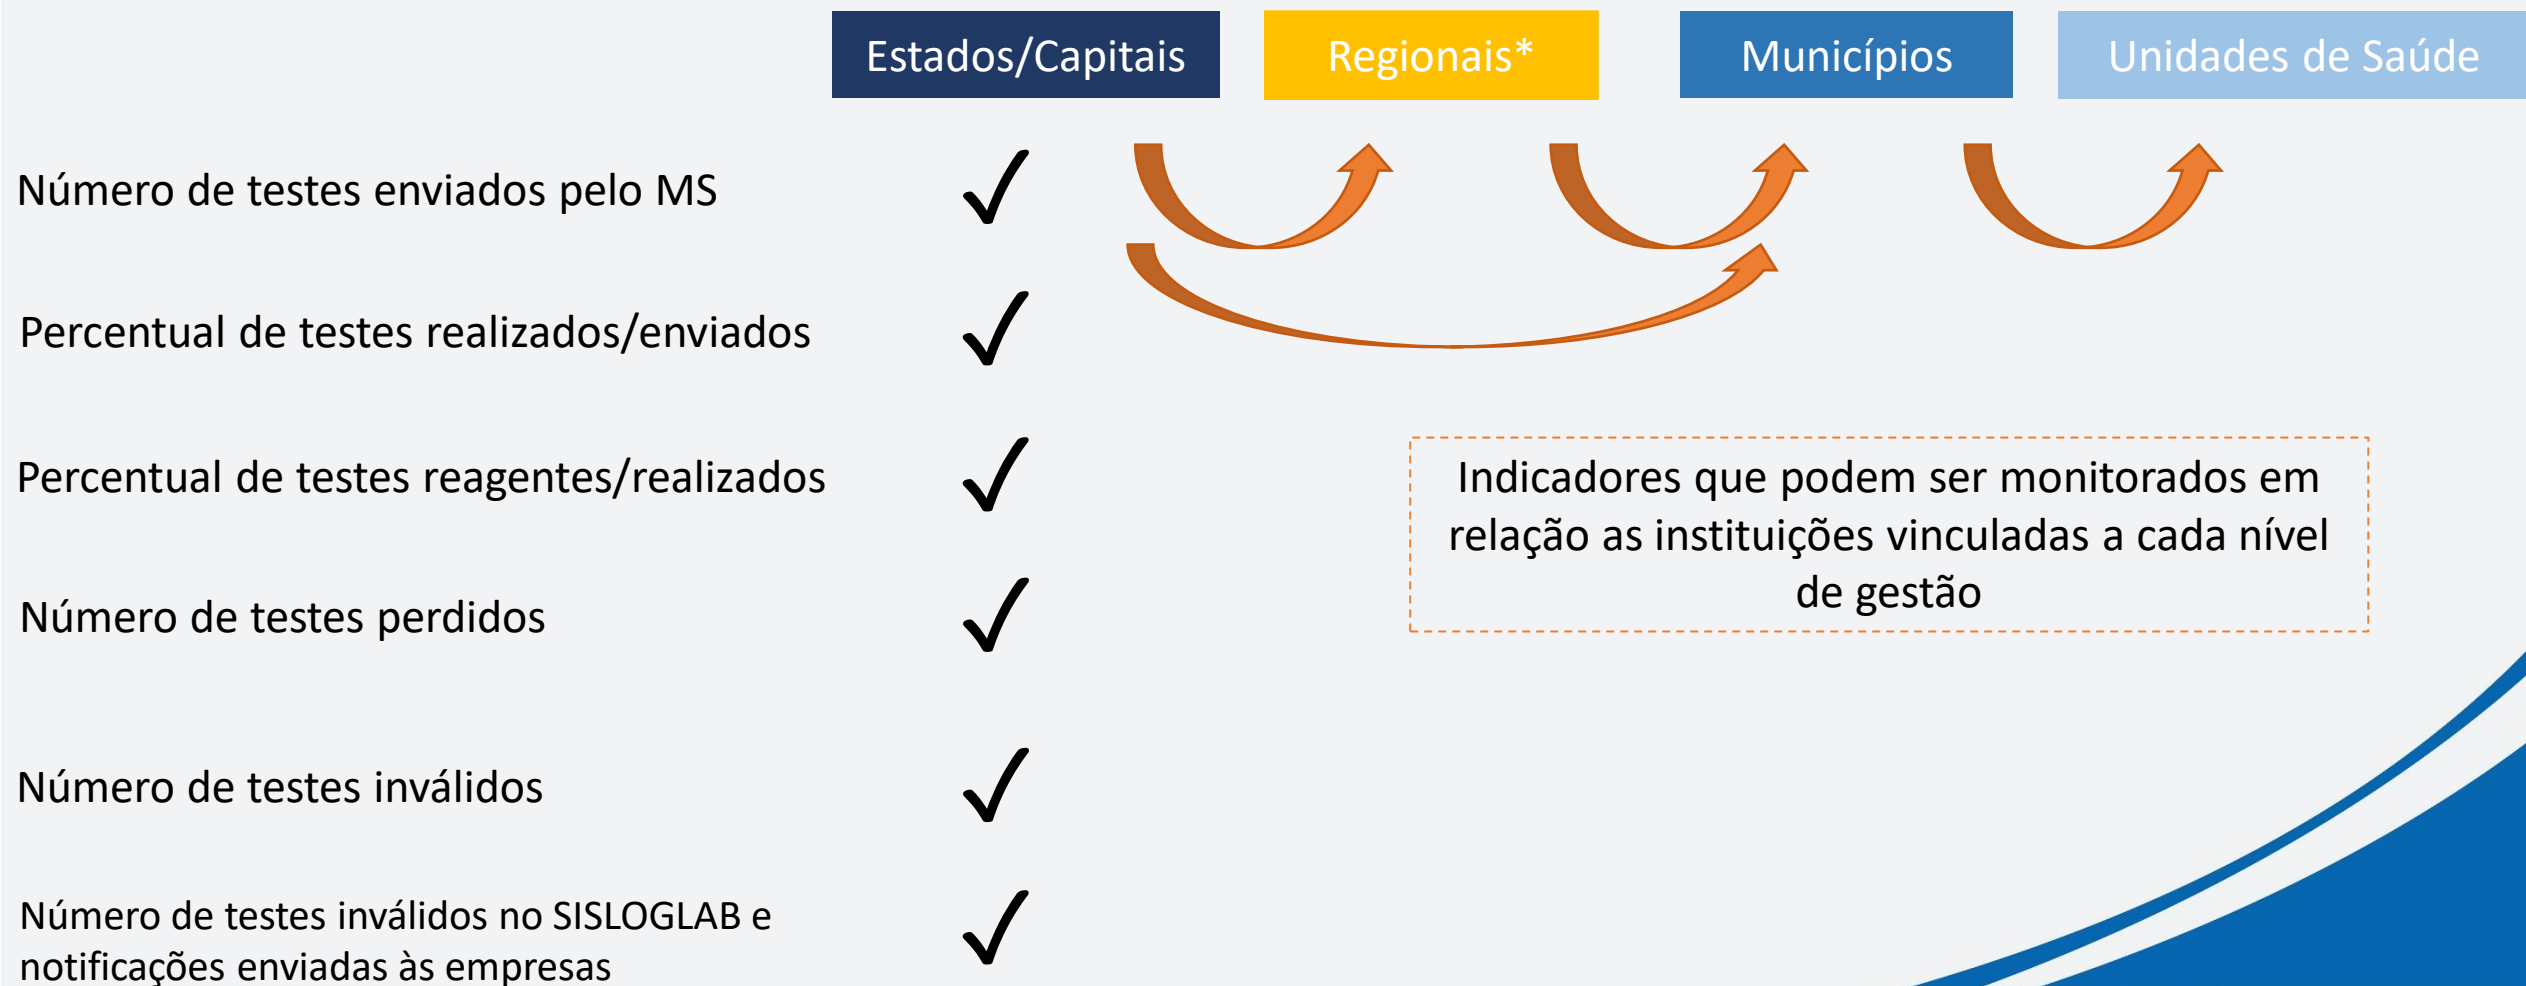 Estados/Capitais
Regionais*
Municípios
Unidades de Saúde
Número de testes enviados pelo MS
Percentual de testes realizados/enviados
Percentual de testes reagentes/realizados
Indicadores que podem ser monitorados em
relação as instituições vinculadas a cada nível
de gestão
Número de testes perdidos
Número de testes inválidos
Número de testes inválidos no SISLOGLAB e
notificações enviadas às empresas